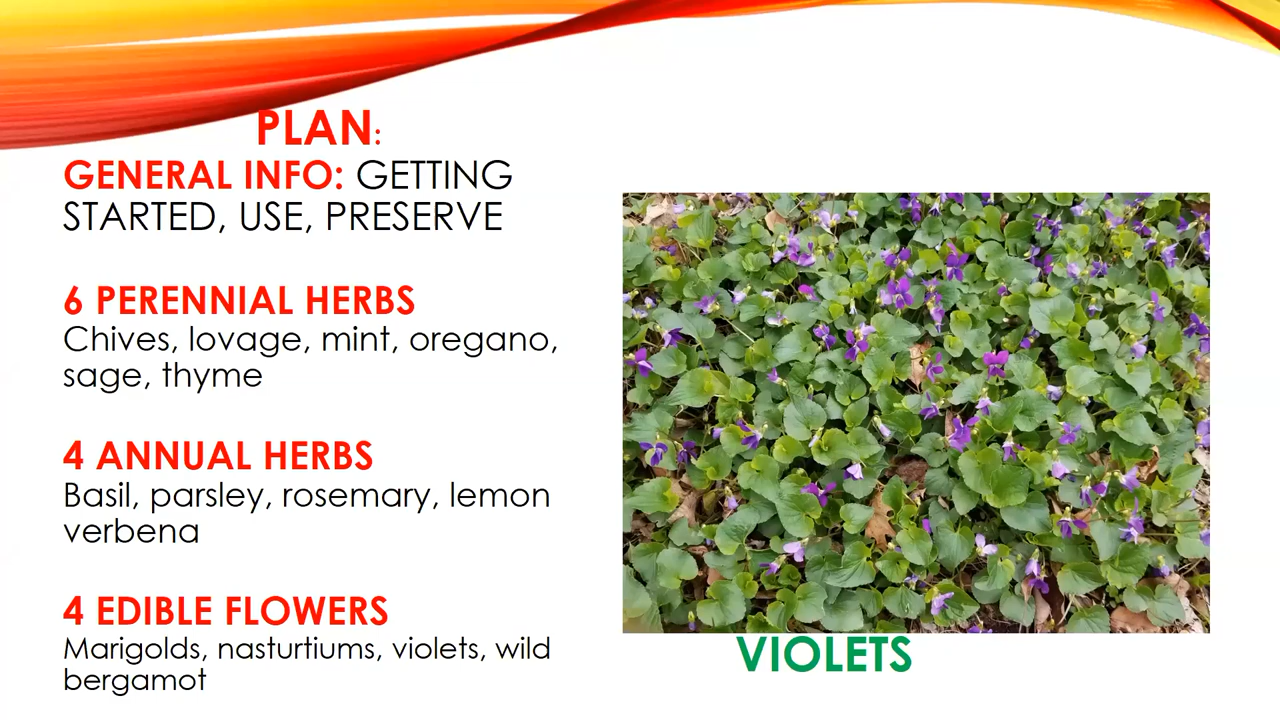 PLAN:
GENERAL INFO: GETTING
STARTED, USE, PRESERVE
6 PERENNIAL HERBS
Chives, lovage, mint, oregano,
sage, thyme
4 ANNUAL HERBS
Basil, parsley, rosemary, lemon
verbena
4 EDIBLE FLOWERS
Marigolds, nasturtiums, violets, wild
bergamot
VIOLETS